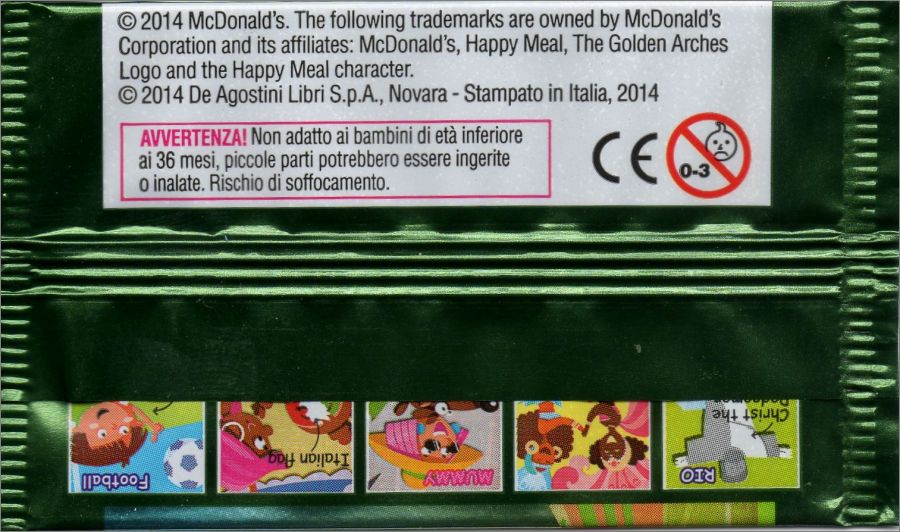 © 2014 McDonald's. The following trademarks are owned by McDonald's
Corporation and its affiliates: McDonald's, Happy Meal, The Golden Arches
Logo and the Happy Meal character.
© 2014 De Agostini Libri S.p.A., Novara - Stampato in Italia, 2014
AVVERTENZA! Non adatto ai bambini di età inferiore
ai 36 mesi, piccole parti potrebbero essere ingerite
o inalate. Rischio di soffocamento.
CE
0-3
Football
Italian flag
MUMMY
RIO
Christ the
Redeemer